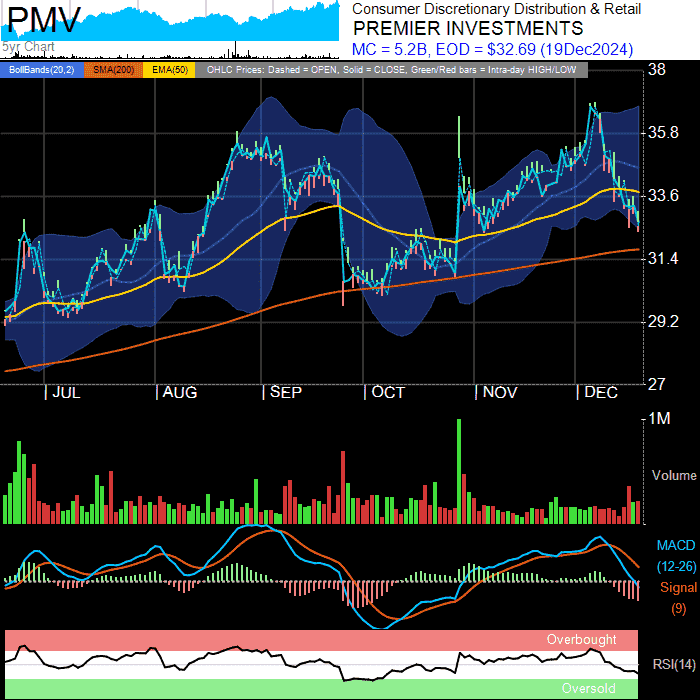 PMV
5yr Chart
Consumer Discretionary Distribution & Retail
PREMIER INVESTMENTS
MC = 5.2B, EOD = $32.69 (19Dec2024)
BollBands(20,2) SMA(200) EMA(50) OHLC Prices: Dashed = OPEN, Solid = CLOSE, Green/Red bars = Intra-day HIGH/LOW
38
35.8
33.6
31.4
29.2
27
| JUL | AUG | SEP | OCT | NOV | DEC
1M
Volume
MACD
(12-26)
Signal
(9)
Overbought
RSI(14)
Oversold